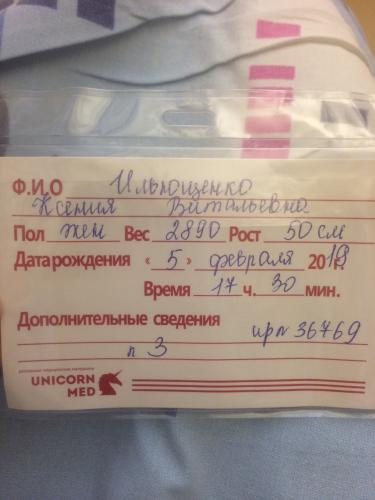 Ф.И.О Ильющенко
Ксения Витальевна
Пол жен Вес 2890 Рост 50 см
Дата рождения «5» февраля 2018
Время 17 ч. 30 мин.
Дополнительные сведения
ирп 36769
п 3
UNICORN
MED